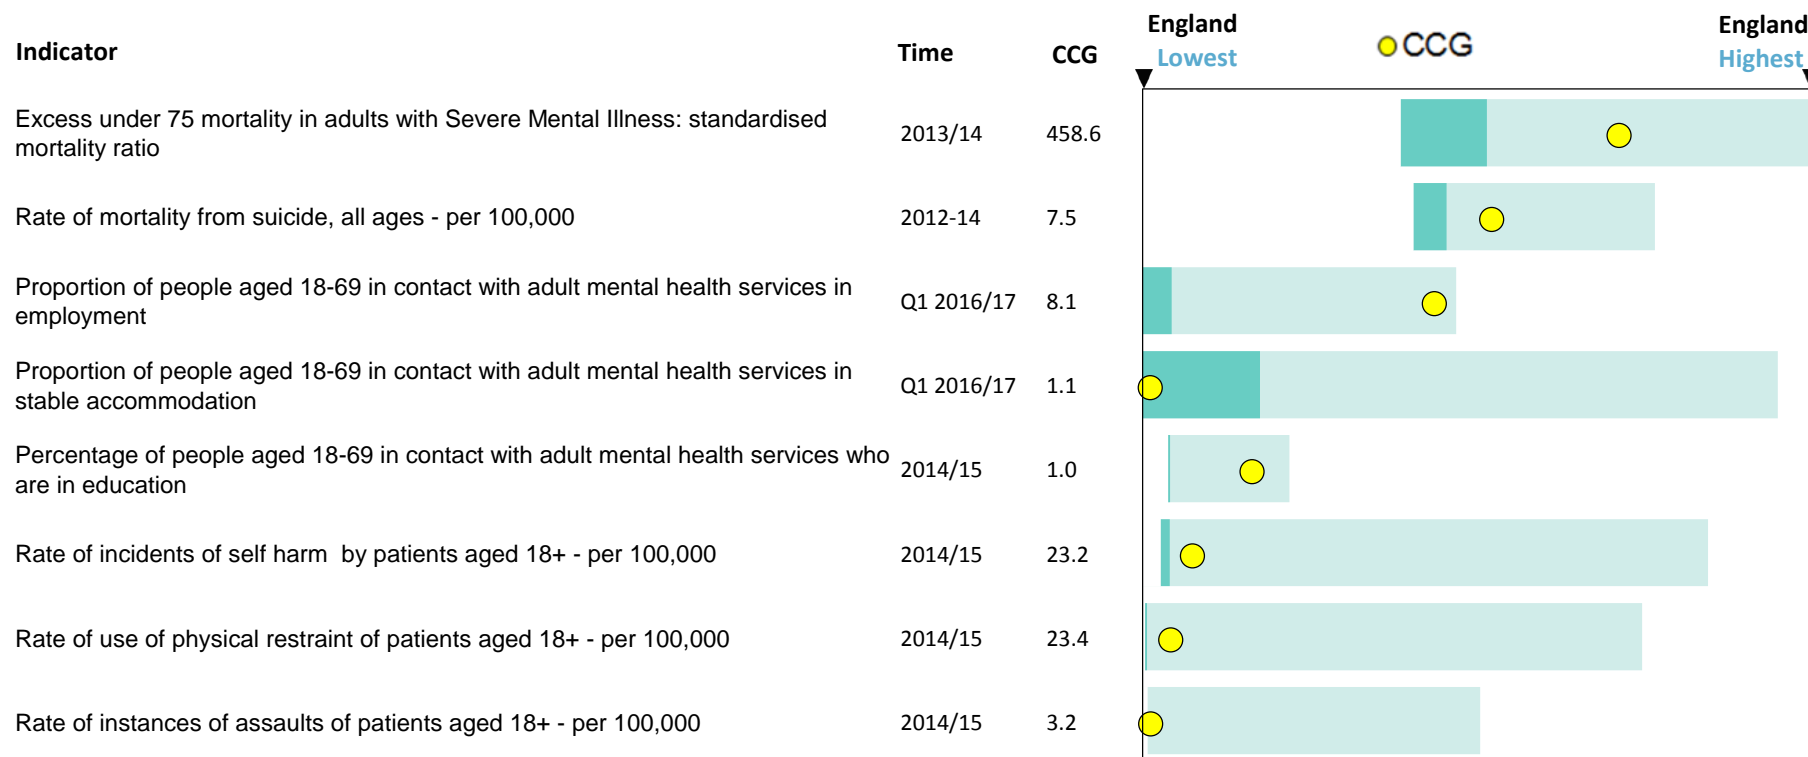 Indicator Time CCG England Lowest CCG England Highest
Excess under 75 mortality in adults with Severe Mental Illness: standardised
mortality ratio
2013/14 458.6
Rate of mortality from suicide, all ages - per 100,000 2012-14 7.5
Proportion of people aged 18-69 in contact with adult mental health services in
employment
Q1 2016/17 8.1
Proportion of people aged 18-69 in contact with adult mental health services in
stable accommodation
Q1 2016/17 1.1
Percentage of people aged 18-69 in contact with adult mental health services who
are in education
2014/15 1.0
Rate of incidents of self harm  by patients aged 18+ - per 100,000 2014/15 23.2
Rate of use of physical restraint of patients aged 18+ - per 100,000 2014/15 23.4
Rate of instances of assaults of patients aged 18+ - per 100,000 2014/15 3.2